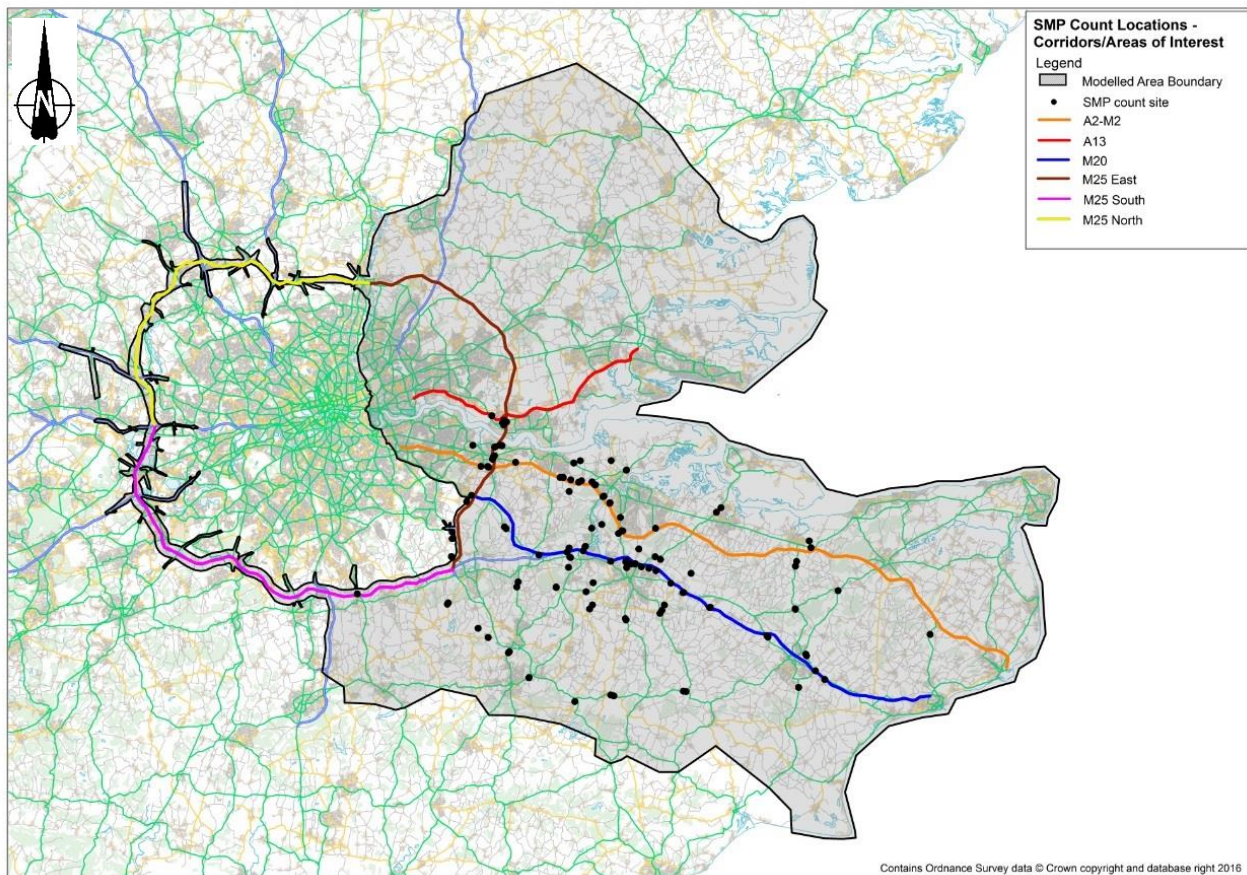 N
SMP Count Locations -
Corridors/Areas of Interest
Legend
Modelled Area Boundary
SMP count site
A2-M2
A13
M20
M25 East
M25 South
M25 North
Contains Ordnance Survey data © Crown copyright and database right 2016